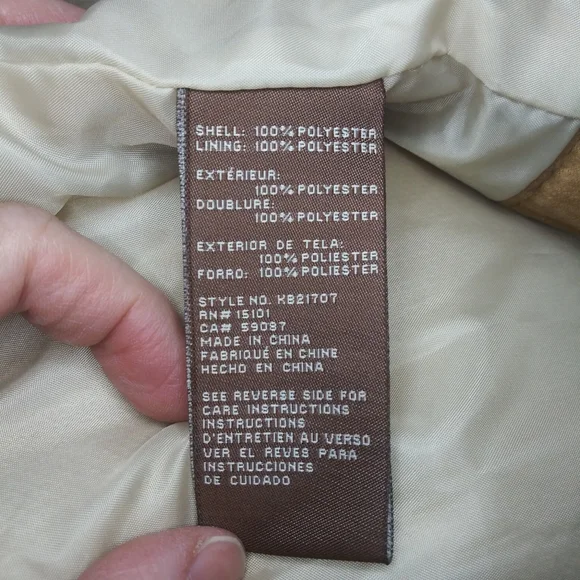 SHELL: 100% POLYESTER
LINING: 100% POLYESTER
EXTÉRIEUR:
100% POLYESTER
DOUBLURE:
100% POLYESTER
EXTERIOR DE TELA:
100% POLIESTER
FORRO: 100% POLIESTER
STYLE NO. KB21707
RN# 15101
CA# 59087
MADE IN CHINA
FABRIQUÉ EN CHINE
HECHO EN CHINA
SEE REVERSE SIDE FOR
CARE INSTRUCTIONS
INSTRUCTIONS
D'ENTRETIEN AU VERSO
VER EL REVES PARA
INSTRUCCIONES
DE CUIDADO